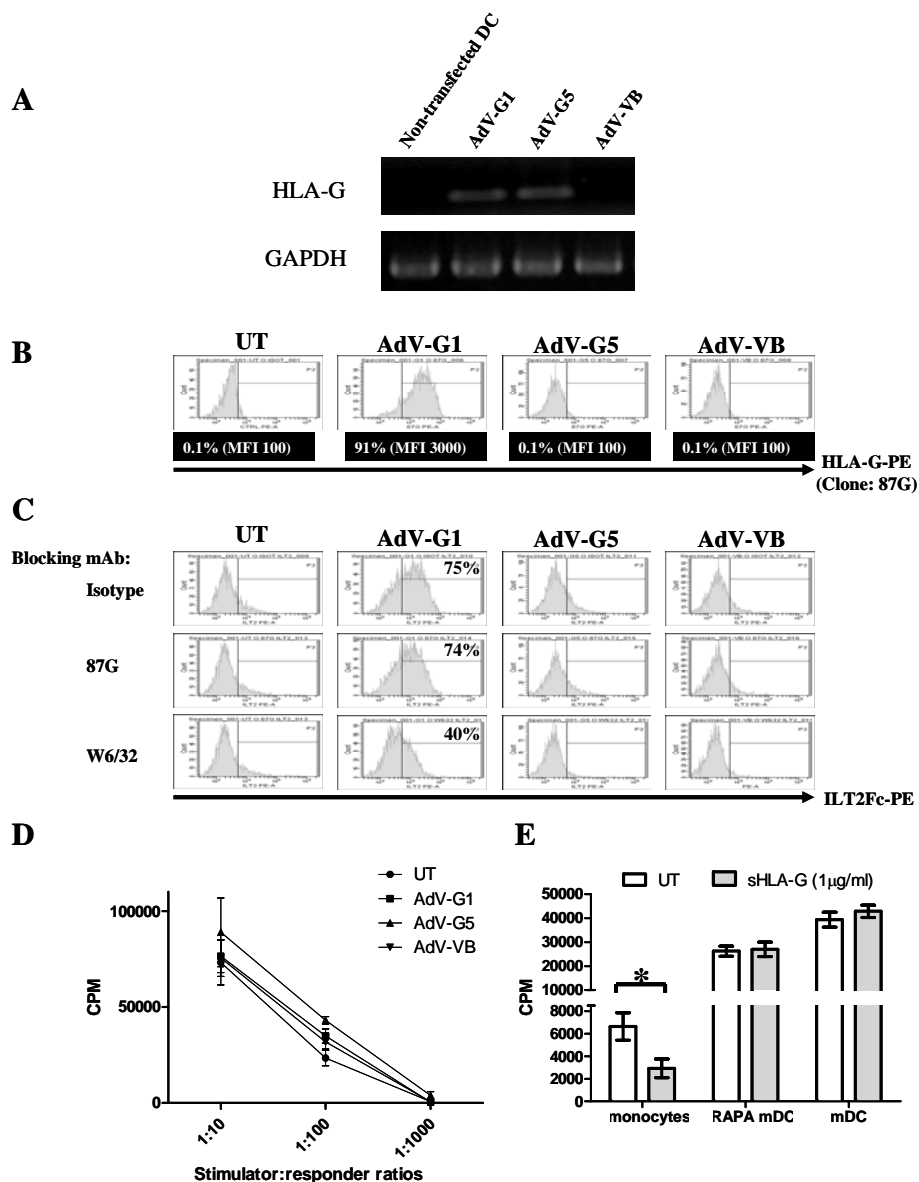 A
Non-transfected DC
AdV-G1
AdV-G5
AdV-VB
HLA-G
GAPDH
B
UT
AdV-G1
AdV-G5
AdV-VB
0.1% (MFI 100)
91% (MFI 3000)
0.1% (MFI 100)
0.1% (MFI 100)
HLA-G-PE
(Clone: 87G)
C
UT
AdV-G1
AdV-G5
AdV-VB
Blocking mAb:
Isotype
75%
87G
74%
W6/32
40%
ILT2Fc-PE
D
UT
AdV-G1
AdV-G5
AdV-VB
CPM
100000
50000
0
1:10
1:100
1:1000
Stimulator:responder ratios
E
UT
sHLA-G (1µg/ml)
CPM
50000
40000
30000
20000
10000
8000
6000
4000
2000
0
*
monocytes
RAPA mDC
mDC